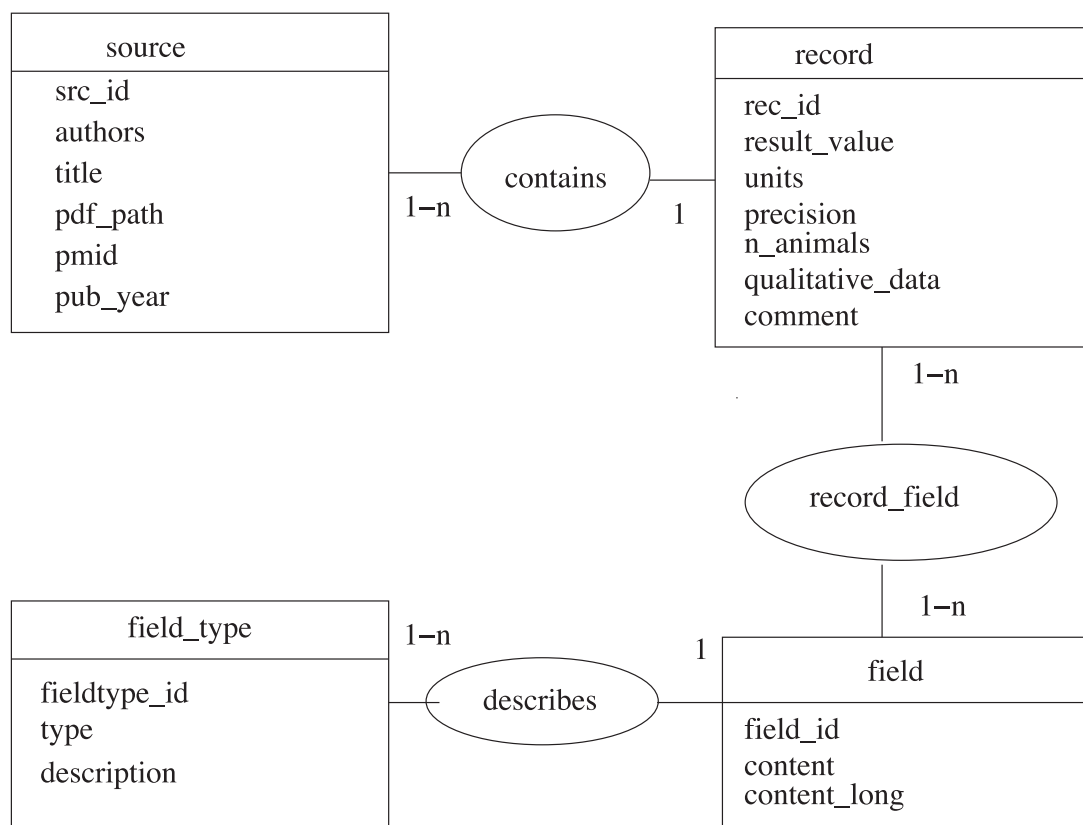 source
src_id
authors
title
pdf_path
pmid
pub_year
1–n
contains
1
record
rec_id
result_value
units
precision
n_animals
qualitative_data
comment
1–n
record_field
1–n
field_type
fieldtype_id
type
description
1–n
describes
1
field
field_id
content
content_long